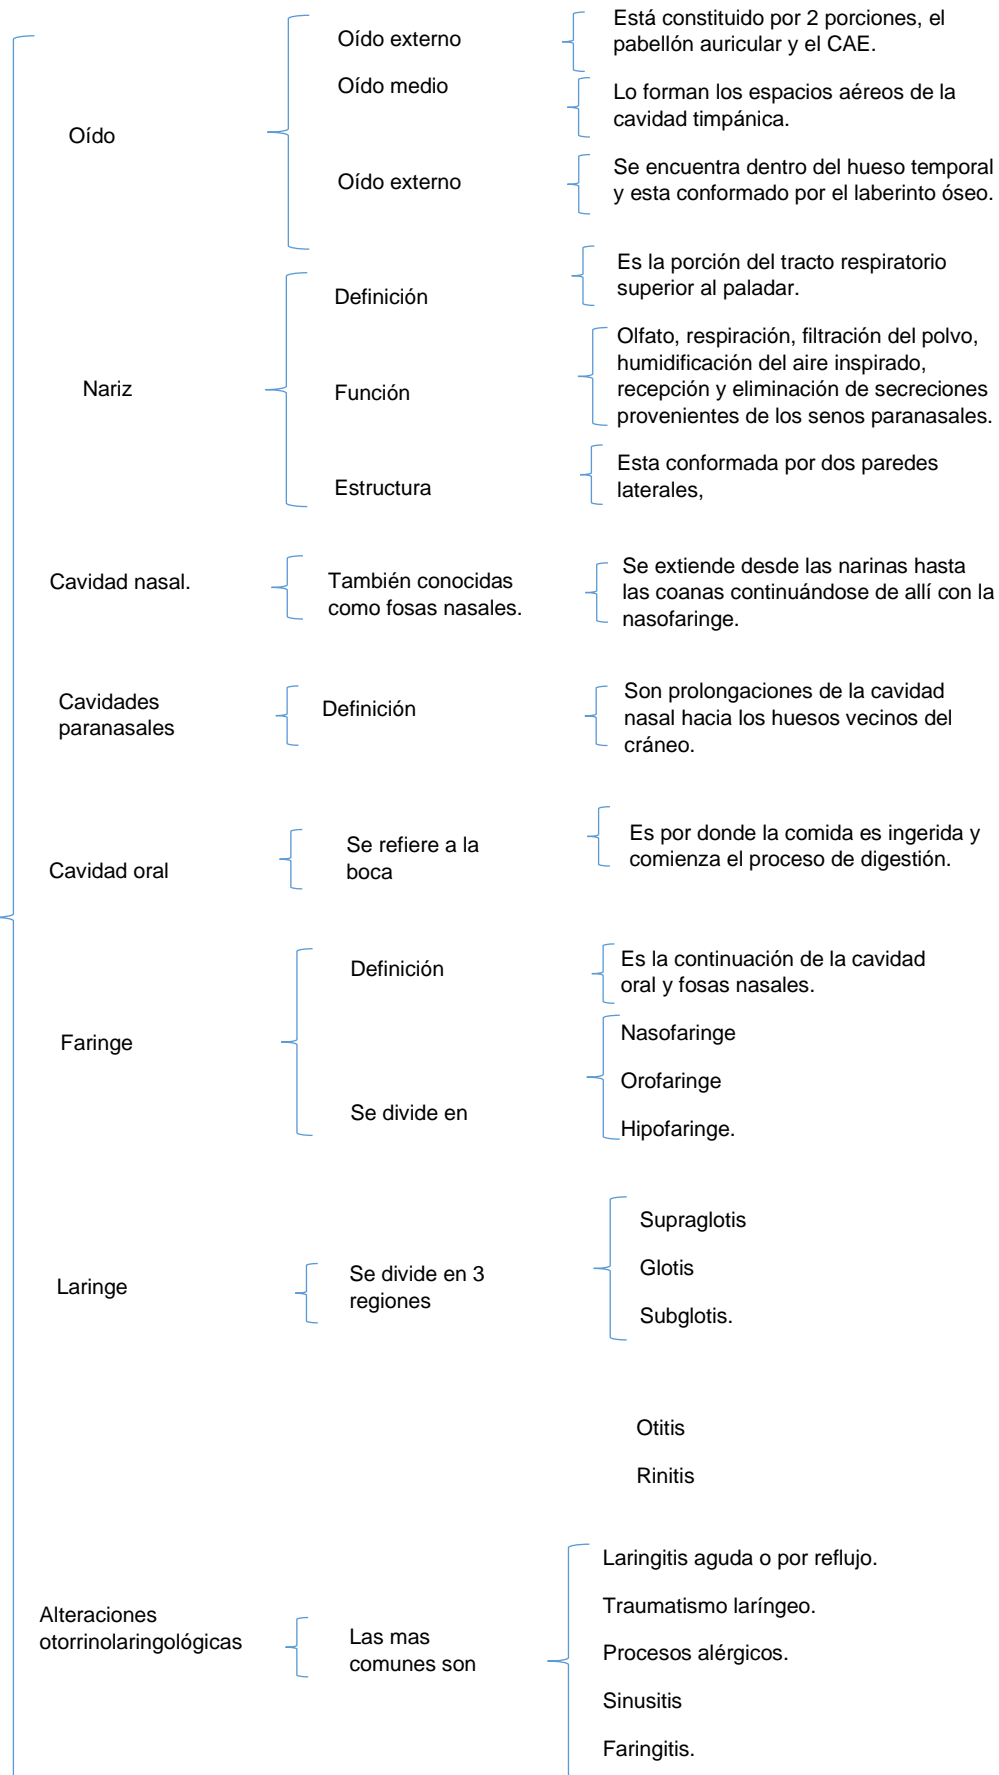 Oído
Oído externo
Está constituido por 2 porciones, el
pabellón auricular y el CAE.
Oído medio
Lo forman los espacios aéreos de la
cavidad timpánica.
Oído externo
Se encuentra dentro del hueso temporal
y esta conformado por el laberinto óseo.
Nariz
Definición
Es la porción del tracto respiratorio
superior al paladar.
Función
Olfato, respiración, filtración del polvo,
humidificación del aire inspirado,
recepción y eliminación de secreciones
provenientes de los senos paranasales.
Estructura
Esta conformada por dos paredes
laterales,
Cavidad nasal.
También conocidas
como fosas nasales.
Se extiende desde las narinas hasta
las coanas continuándose de allí con la
nasofaringe.
Cavidades
paranasales
Definición
Son prolongaciones de la cavidad
nasal hacia los huesos vecinos del
cráneo.
Cavidad oral
Se refiere a la
boca
Es por donde la comida es ingerida y
comienza el proceso de digestión.
Faringe
Definición
Es la continuación de la cavidad
oral y fosas nasales.
Se divide en
Nasofaringe
Orofaringe
Hipofaringe.
Laringe
Se divide en 3
regiones
Supraglotis
Glotis
Subglotis.
Alteraciones
otorrinolaringológicas
Las mas
comunes son
Otitis
Rinitis
Laringitis aguda o por reflujo.
Traumatismo laríngeo.
Procesos alérgicos.
Sinusitis
Faringitis.